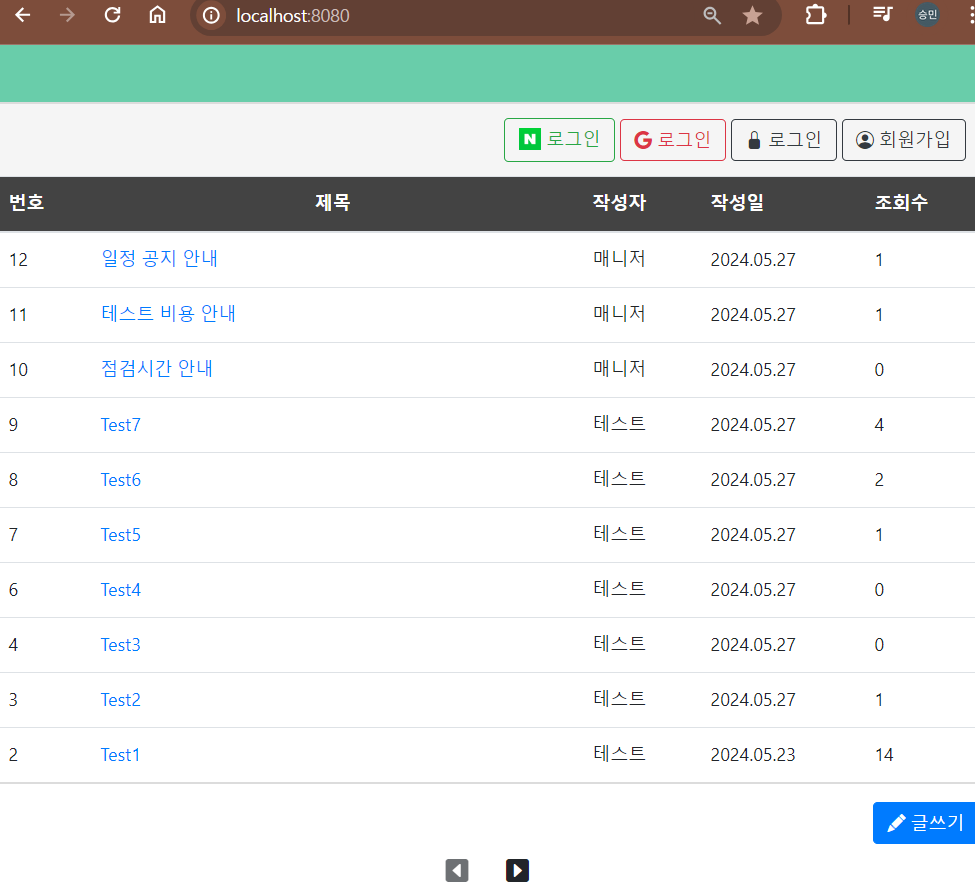 localhost:8080
승민
N 로그인 G 로그인 로그인 회원가입
번호 제목 작성자 작성일 조회수
12 일정 공지 안내 매니저 2024.05.27 1
11 테스트 비용 안내 매니저 2024.05.27 1
10 점검시간 안내 매니저 2024.05.27 0
9 Test7 테스트 2024.05.27 4
8 Test6 테스트 2024.05.27 2
7 Test5 테스트 2024.05.27 1
6 Test4 테스트 2024.05.27 0
4 Test3 테스트 2024.05.27 0
3 Test2 테스트 2024.05.27 1
2 Test1 테스트 2024.05.23 14
글쓰기